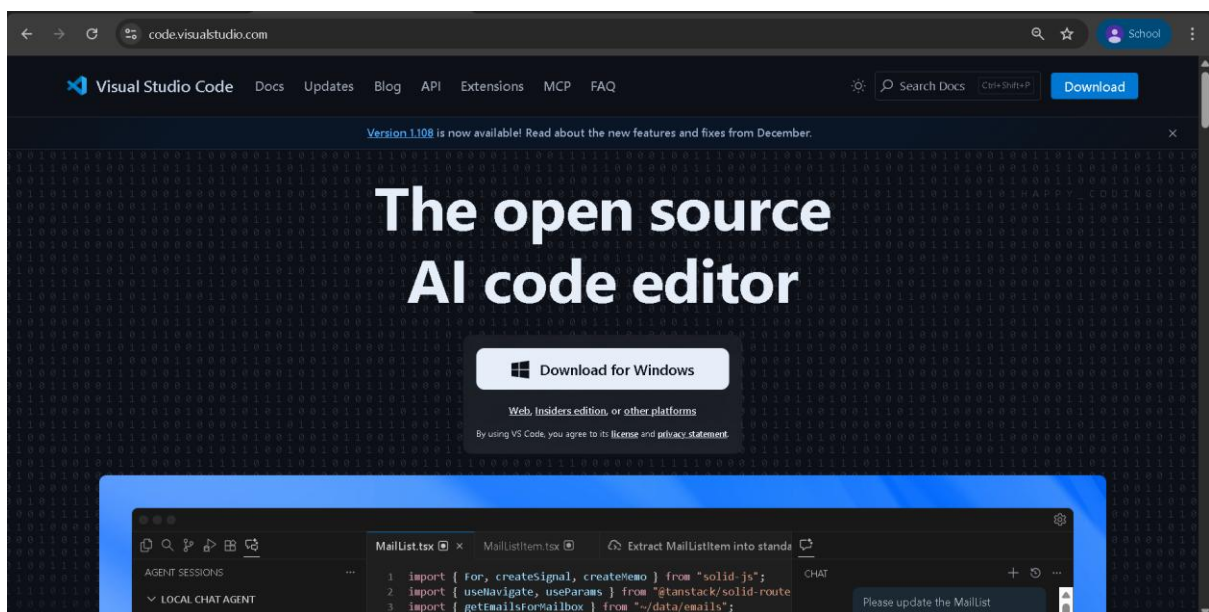 code.visualstudio.com
School
Visual Studio Code Docs Updates Blog API Extensions MCP FAQ Search Docs Ctrl+Shift+P Download
Version 1.108 is now available! Read about the new features and fixes from December.
The open source
AI code editor
Download for Windows
Web, Insiders edition, or other platforms
By using VS Code, you agree to its license and privacy statement.
MailList.tsx MailListItem.tsx Extract MailListItem into standa
AGENT SESSIONS
CHAT
LOCAL CHAT AGENT
1 import { For, createSignal, createMemo } from "solid-js";
2 import { useNavigate, useParams } from "@tanstack/solid-route
3 import { getEmailsForMailbox } from "~/data/emails";
Please update the MailList